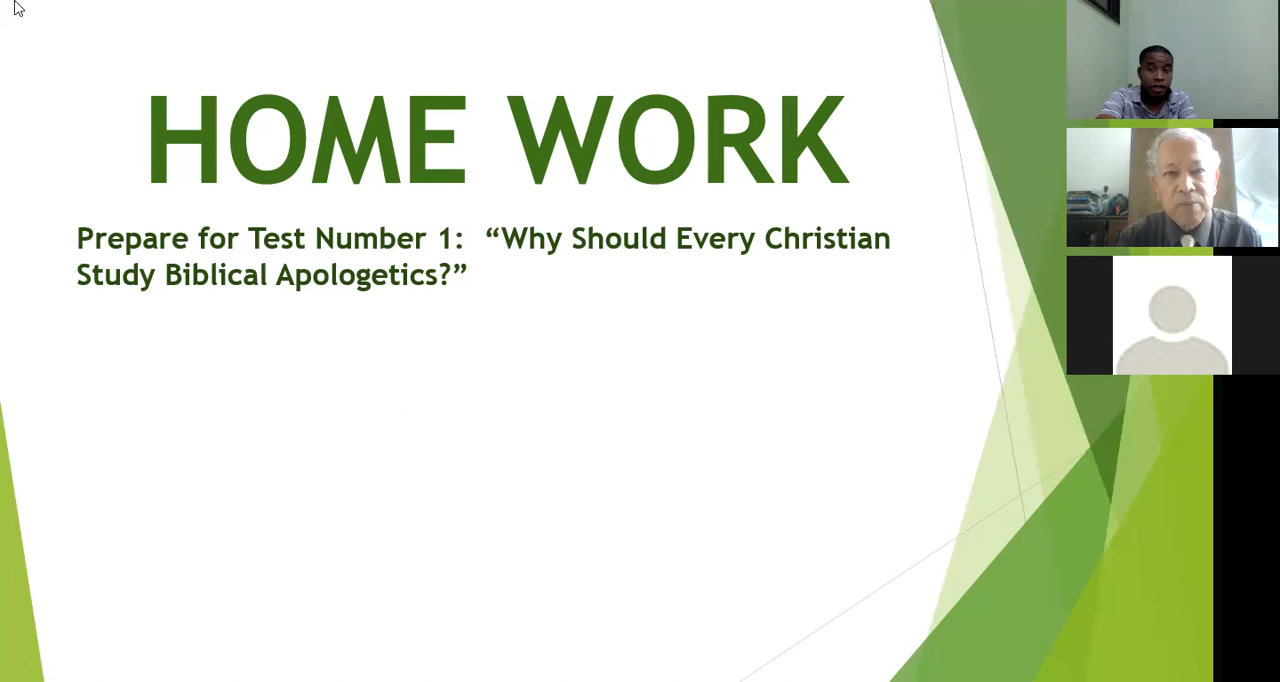 HOME WORK
Prepare for Test Number 1:  “Why Should Every Christian
Study Biblical Apologetics?”